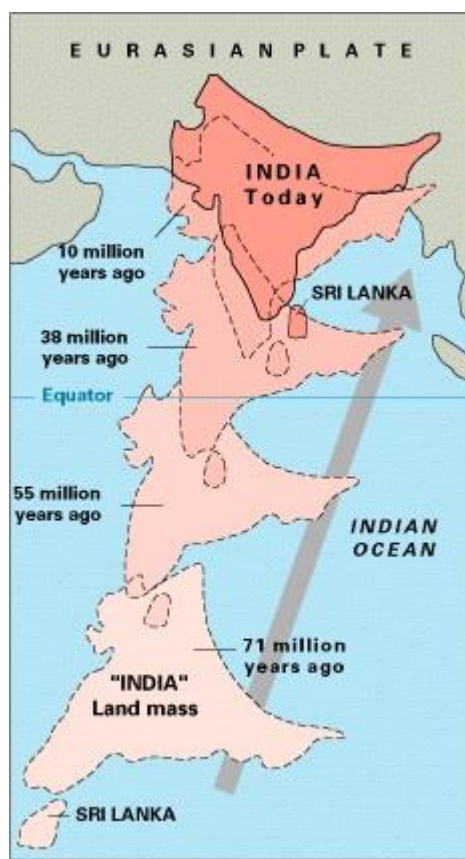 EURASIAN PLATE
INDIA
Today
10 million
years ago
SRI LANKA
38 million
years ago
Equator
55 million
years ago
INDIAN
OCEAN
71 million
years ago
"INDIA"
Land mass
SRI LANKA